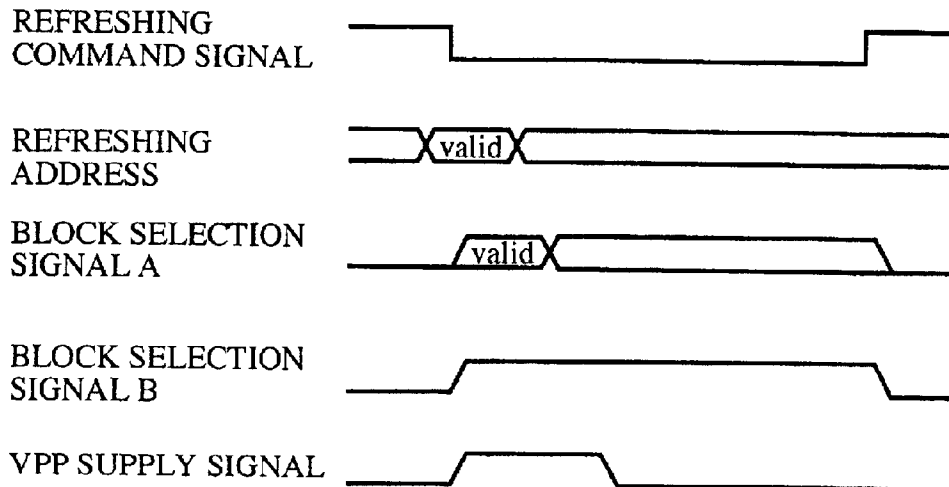 REFRESHING
COMMAND SIGNAL
REFRESHING
ADDRESS
valid
BLOCK SELECTION
SIGNAL A
valid
BLOCK SELECTION
SIGNAL B
VPP SUPPLY SIGNAL